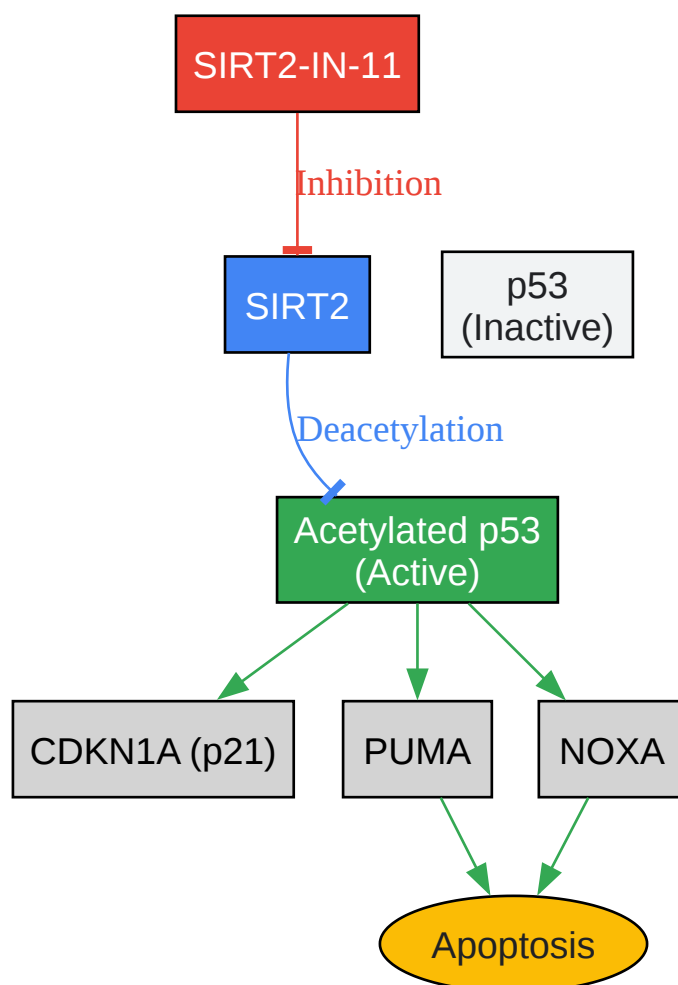 SIRT2-IN-11
Inhibition
SIRT2
p53
(Inactive)
Deacetylation
Acetylated p53
(Active)
CDKN1A (p21)
PUMA
NOXA
Apoptosis